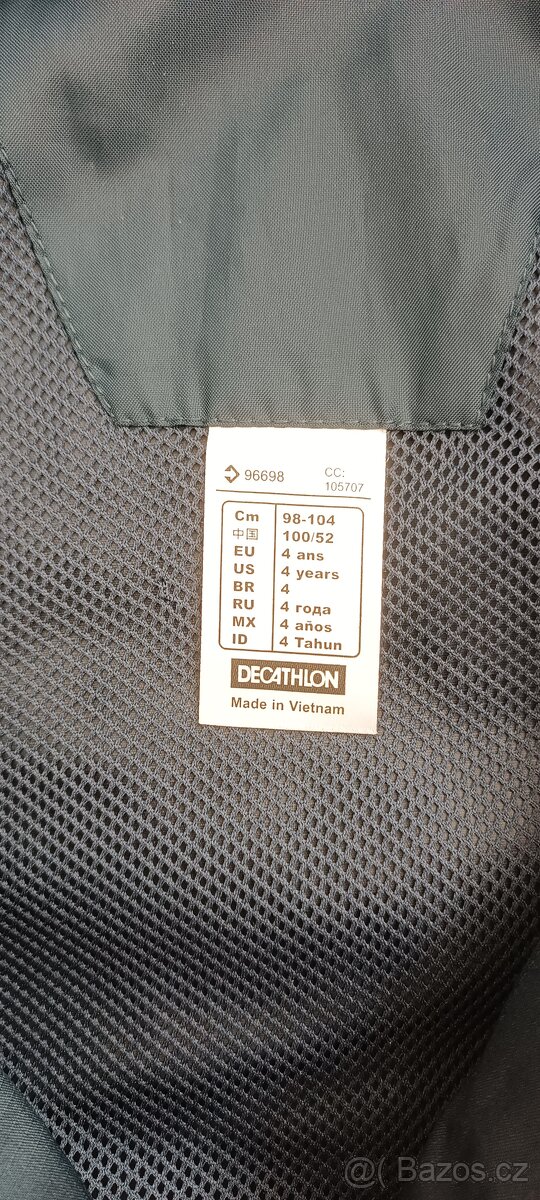 96698 CC: 105707
Cm 98-104
中国 100/52
EU 4 ans
US 4 years
BR 4
RU 4 года
MX 4 años
ID 4 Tahun
DECATHLON
Made in Vietnam
Bazos.cz